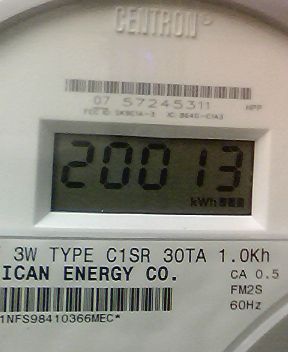 CENTRON
07 57245311 HPP
20013
kWh
3W TYPE C1SR 30TA 1.0Kh
ICAN ENERGY CO. CA 0.5
FM2S
1NFS98410366MEC* 60Hz